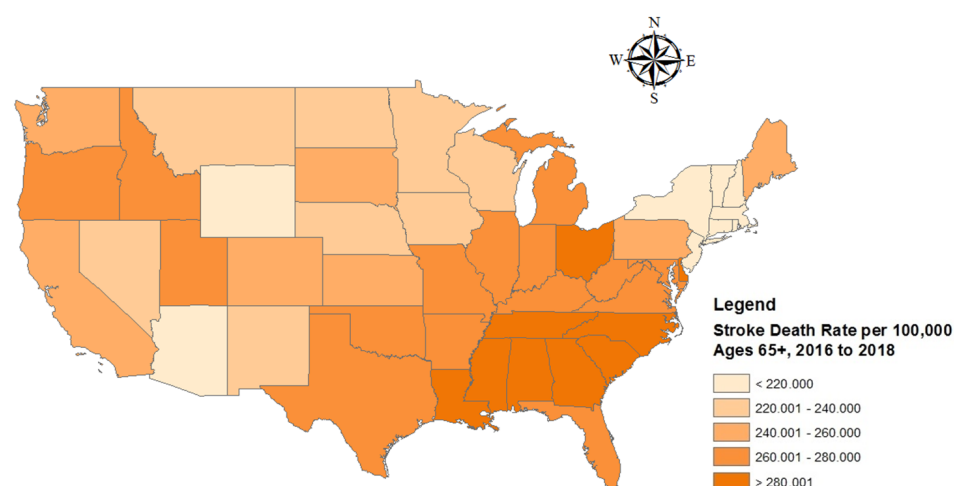 N
W E
S
Legend
Stroke Death Rate per 100,000
Ages 65+, 2016 to 2018
< 220.000
220.001 - 240.000
240.001 - 260.000
260.001 - 280.000
> 280.001